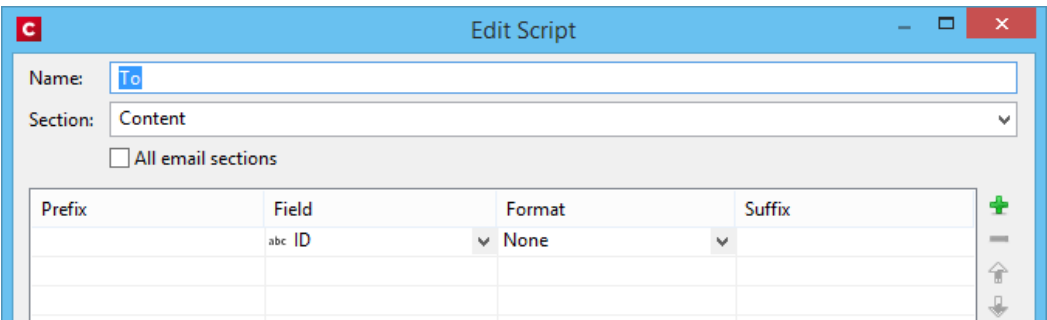 C Edit Script
Name: To
Section: Content
All email sections
Prefix Field Format Suffix
abc ID None